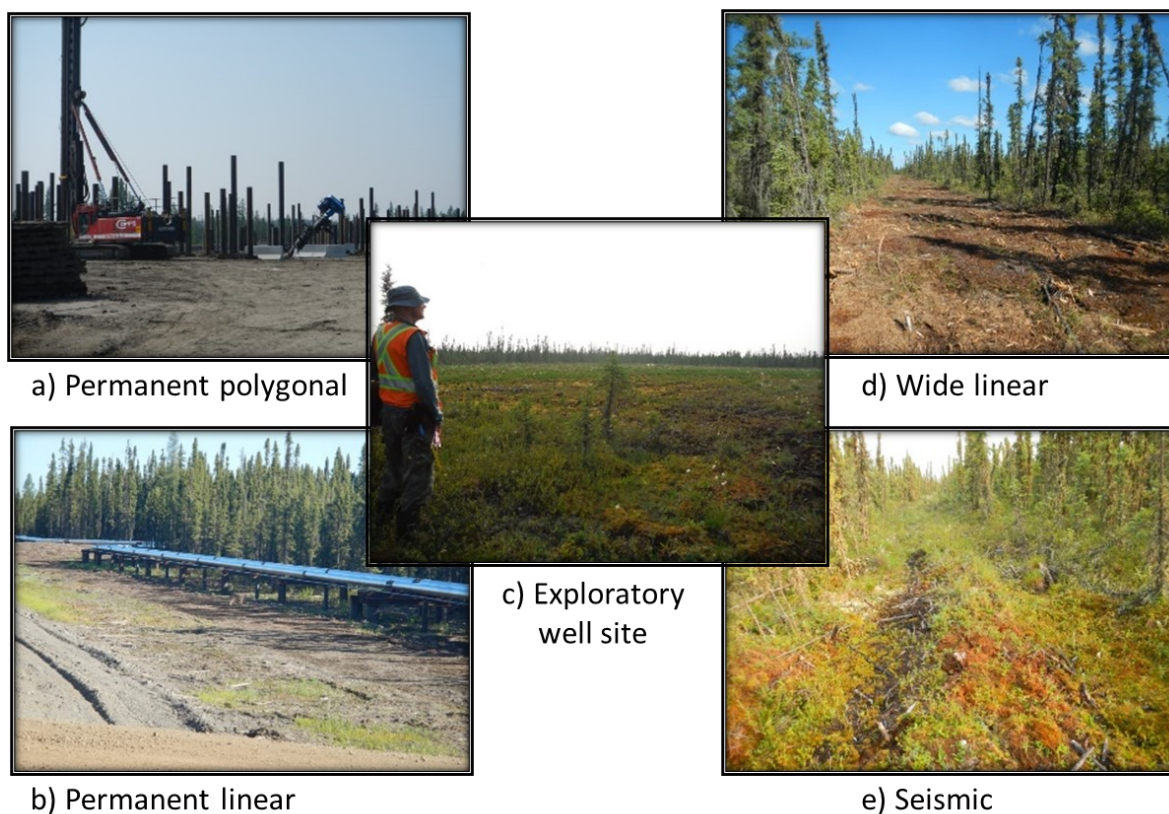 a) Permanent polygonal
b) Permanent linear
c) Exploratory
well site
d) Wide linear
e) Seismic